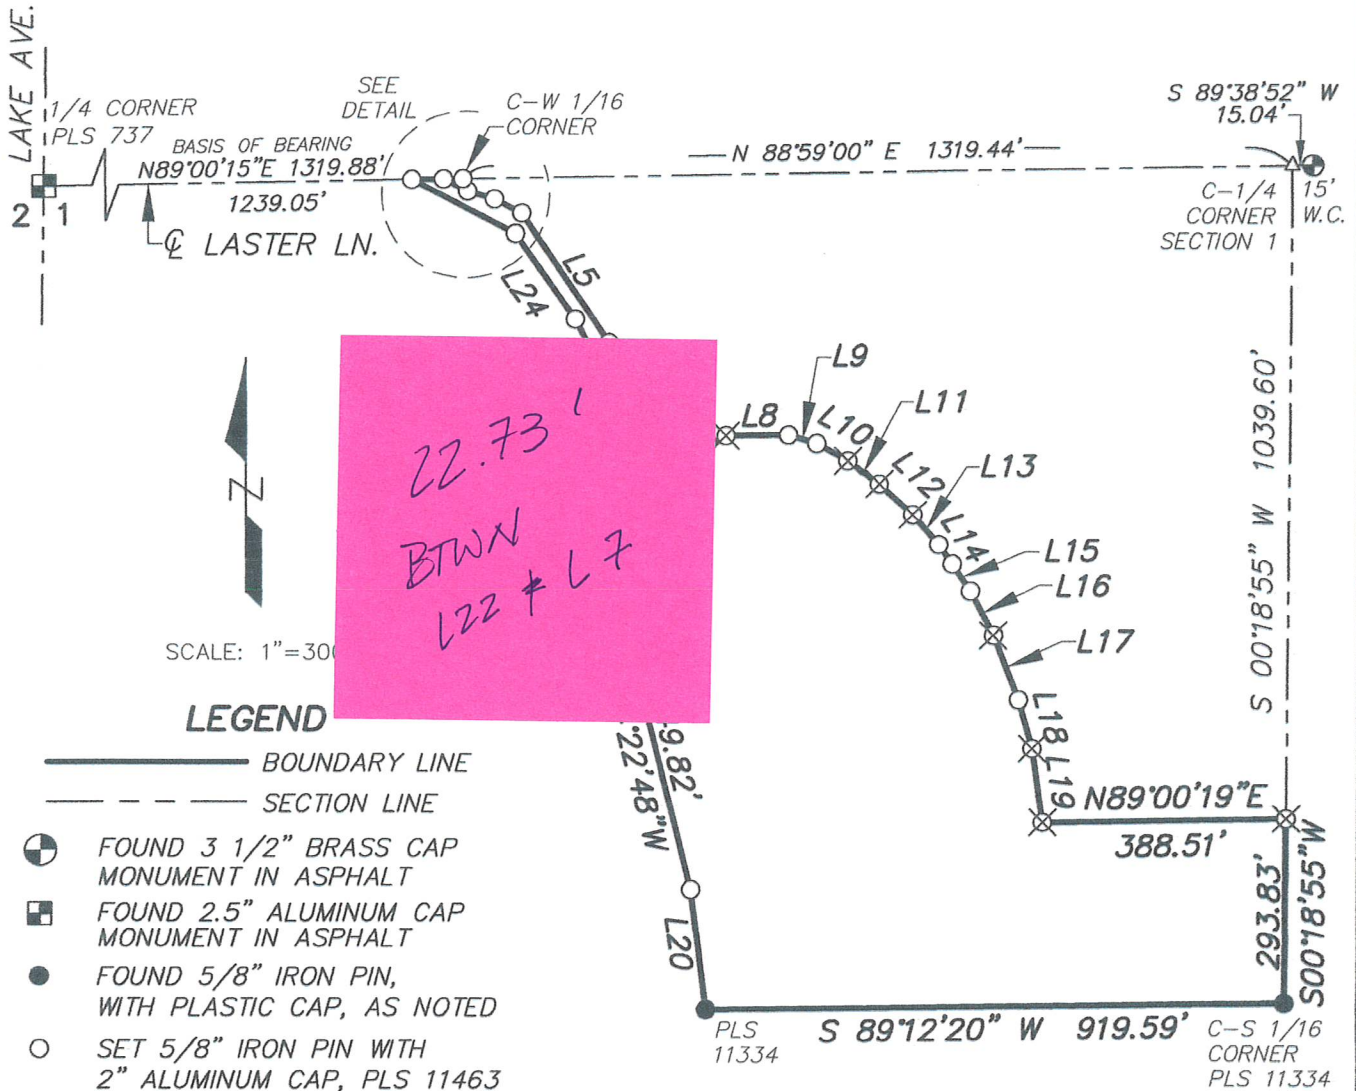 LAKE AVE.
1/4 CORNER
PLS 737
2 1
BASIS OF BEARING
N89°00'15"E 1319.88'
1239.05'
℄ LASTER LN.
SEE
DETAIL
C-W 1/16
CORNER
N 88°59'00" E 1319.44'
S 89°38'52" W
15.04'
C-1/4
CORNER
SECTION 1
15'
W.C.
L5
L24
22.73'
BTWN
L22 & L7
L8
L9
L10
L11
L12
L13
L14
L15
L16
L17
L18
L19
S 00°18'55" W 1039.60'
N
SCALE: 1"=30
9.82'
°22'48"W
L20
N89°00'19"E
388.51'
293.83'
S00°18'55"W
PLS
11334
S 89°12'20" W 919.59'
C-S 1/16
CORNER
PLS 11334
LEGEND
BOUNDARY LINE
SECTION LINE
FOUND 3 1/2" BRASS CAP
MONUMENT IN ASPHALT
FOUND 2.5" ALUMINUM CAP
MONUMENT IN ASPHALT
FOUND 5/8" IRON PIN,
WITH PLASTIC CAP, AS NOTED
SET 5/8" IRON PIN WITH
2" ALUMINUM CAP, PLS 11463